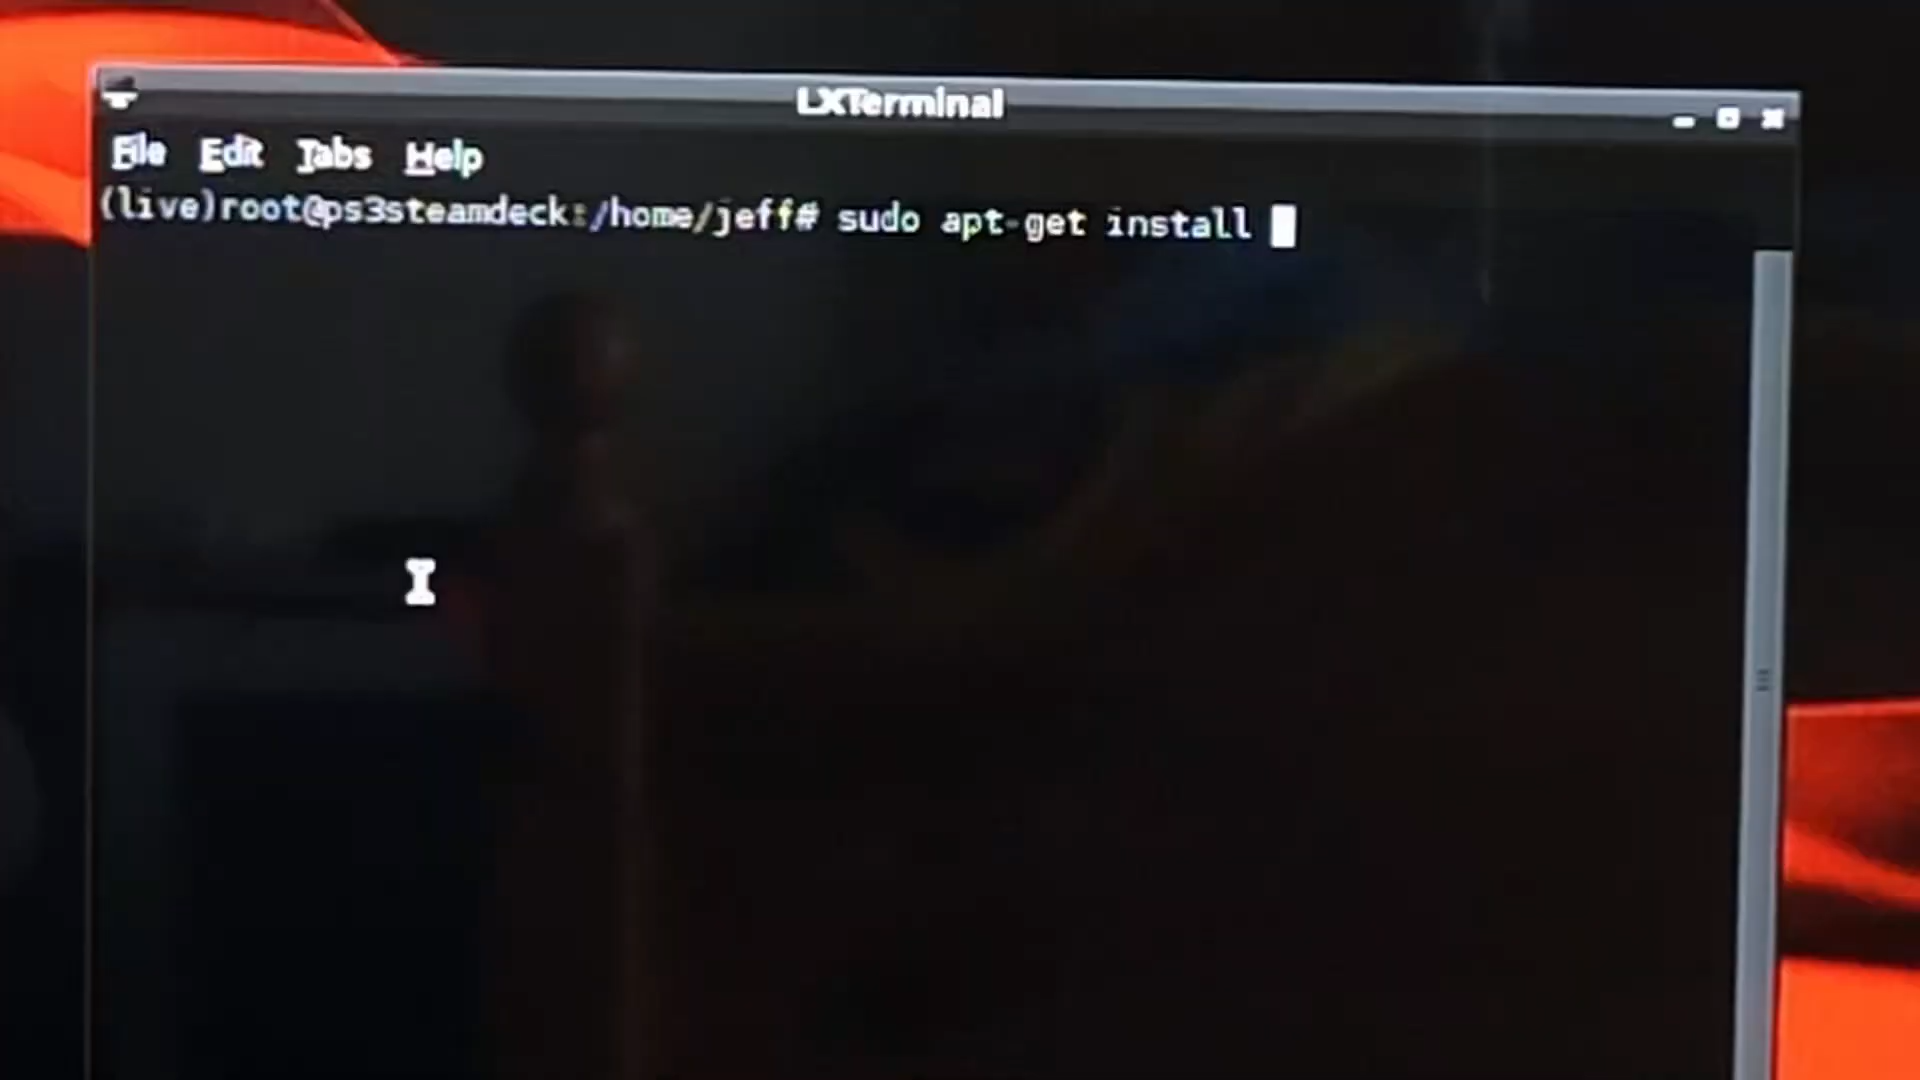 LXTerminal
File Edit Tabs Help
(live)root@ps3steamdeck:/home/jeff# sudo apt-get install